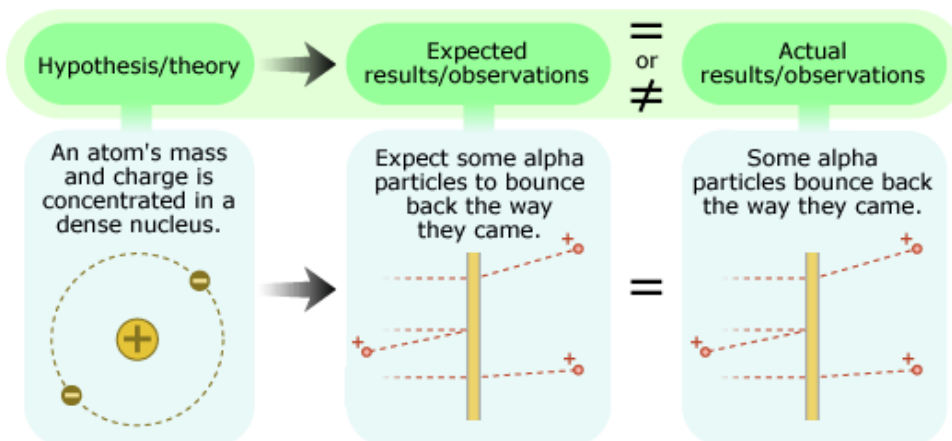 Hypothesis/theory
Expected
results/observations
=
or
≠
Actual
results/observations
An atom's mass
and charge is
concentrated in a
dense nucleus.
Expect some alpha
particles to bounce
back the way
they came.
Some alpha
particles bounce back
the way they came.
+
+
−
+
−
+
+
=
+
+
+